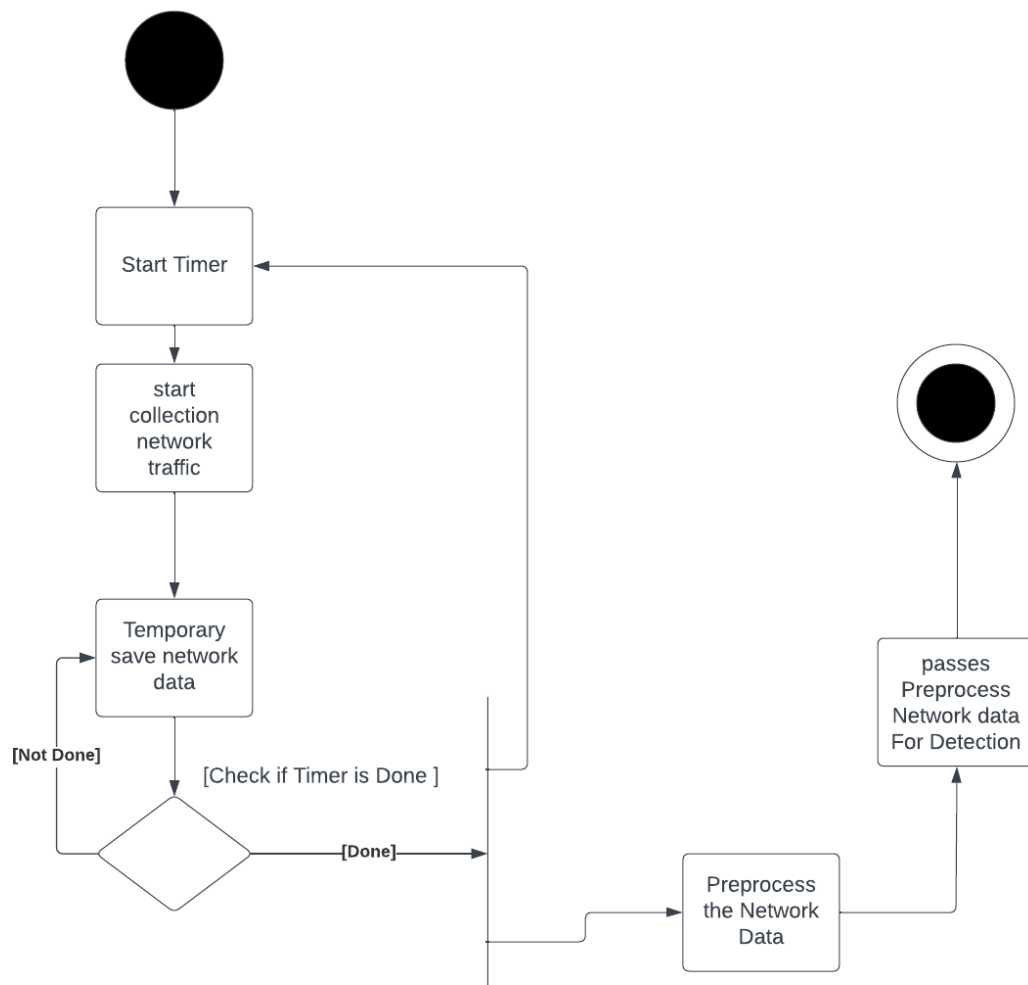 Start Timer
start
collection
network
traffic
Temporary
save network
data
[Not Done]
[Check if Timer is Done ]
[Done]
Preprocess
the Network
Data
passes
Preprocess
Network data
For Detection